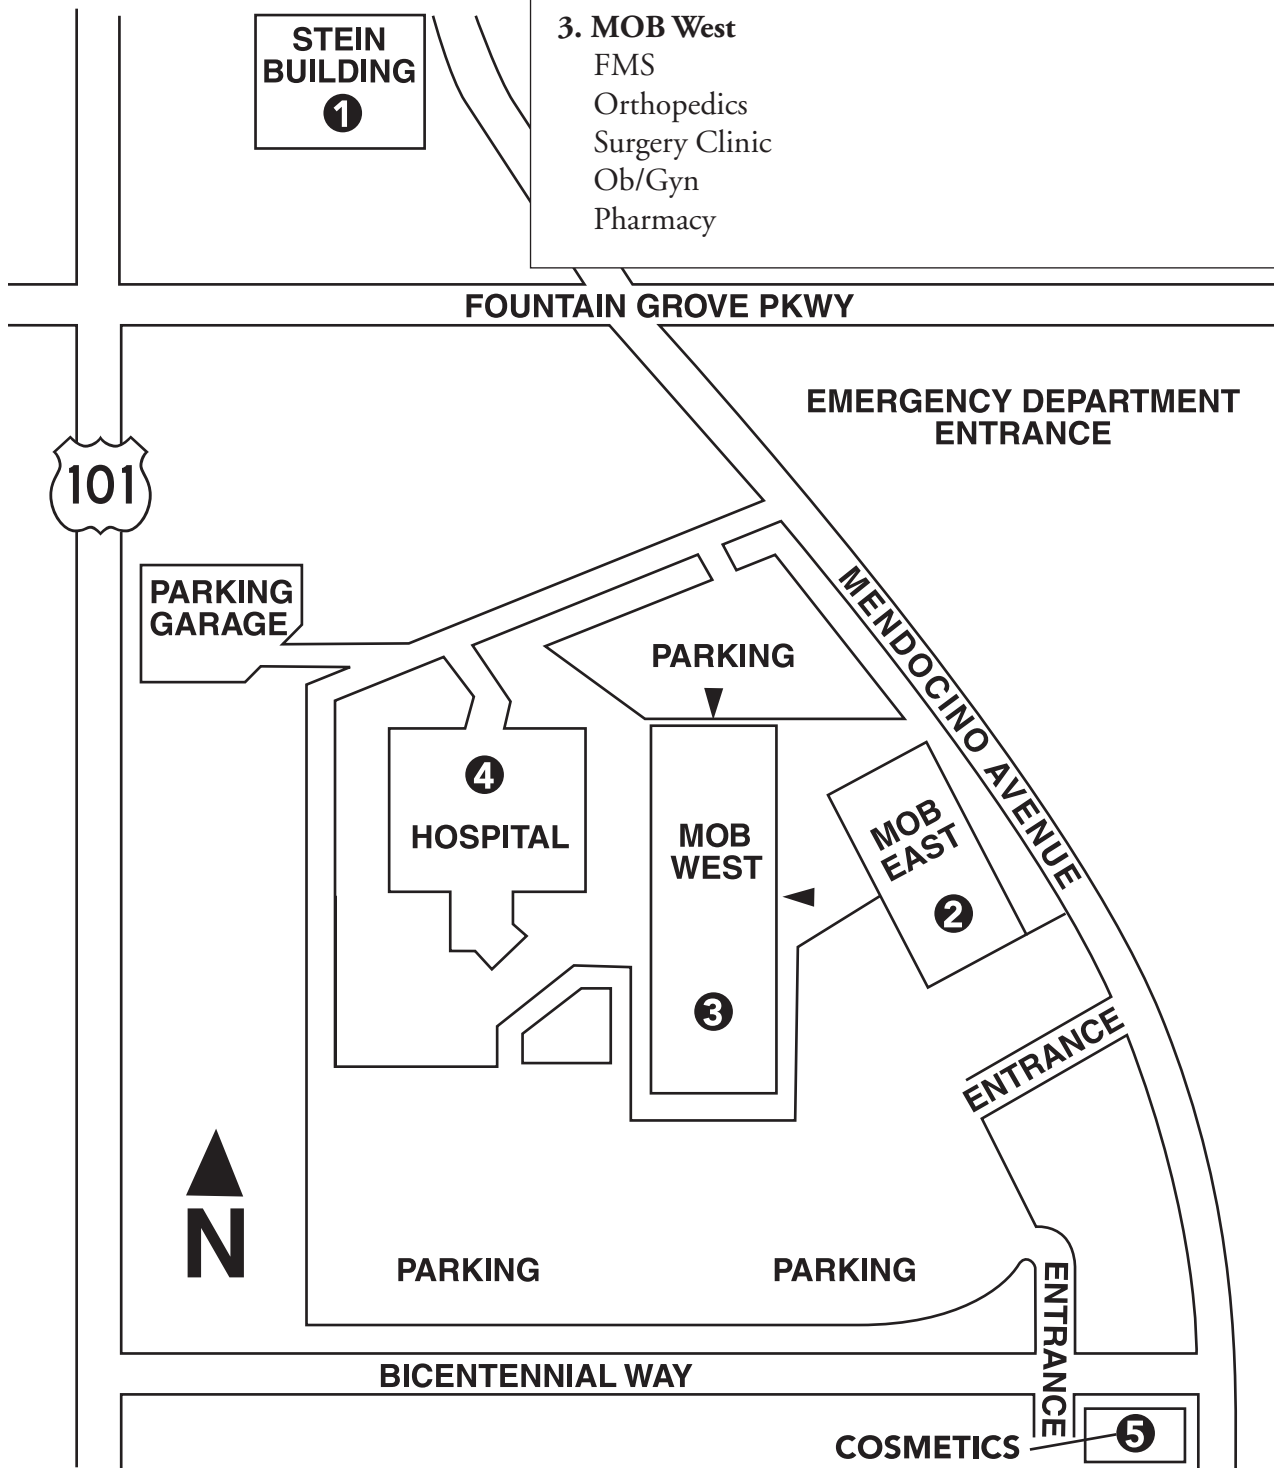 STEIN
BUILDING
1
3. MOB West
FMS
Orthopedics
Surgery Clinic
Ob/Gyn
Pharmacy
FOUNTAIN GROVE PKWY
EMERGENCY DEPARTMENT
ENTRANCE
101
PARKING
GARAGE
MENDOCINO AVENUE
PARKING
4
HOSPITAL
MOB
WEST
3
MOB
EAST
2
ENTRANCE
N
PARKING
PARKING
ENTRANCE
BICENTENNIAL WAY
ENTRANCE
COSMETICS
5